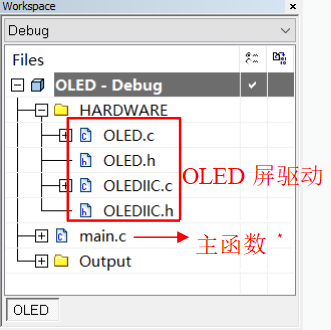 Workspace
×
Debug
Files
OLED - Debug
HARDWARE
OLED.c
OLED.h
OLED 屏驱动
OLEDIIC.c
OLEDIIC.h
main.c
主函数 *
Output
OLED